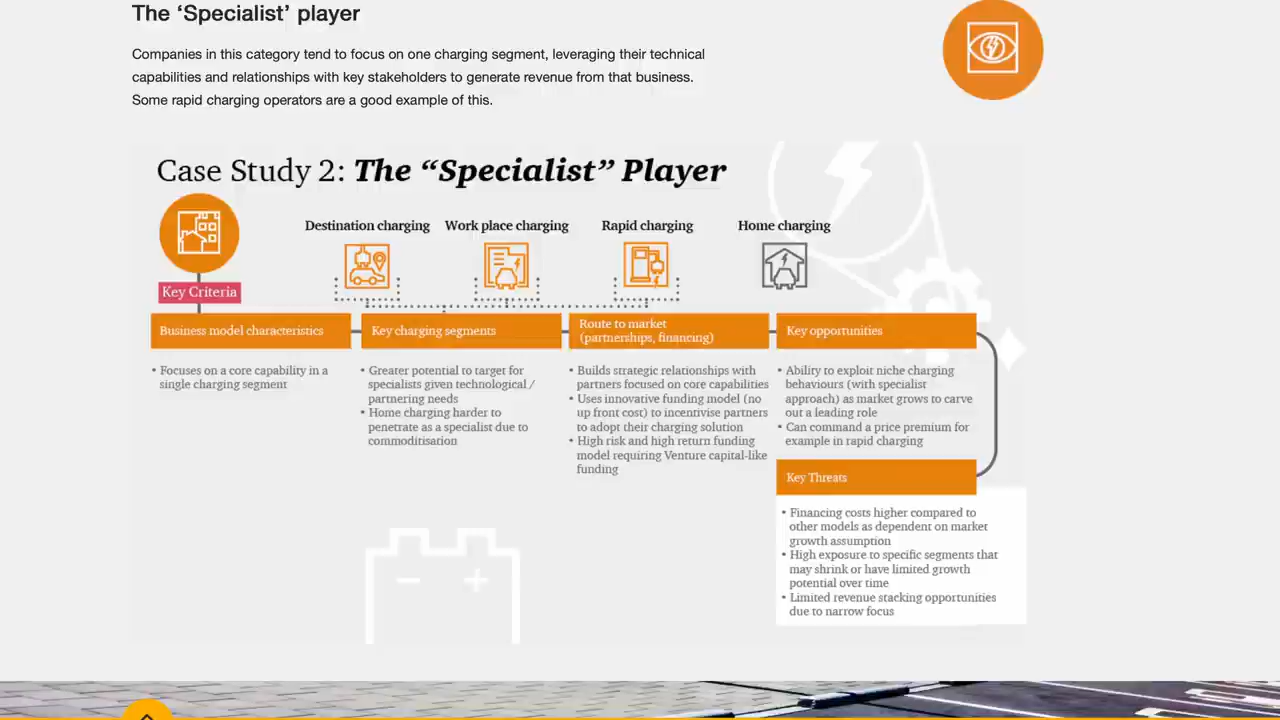 The ‘Specialist’ player
Companies in this category tend to focus on one charging segment, leveraging their technical
capabilities and relationships with key stakeholders to generate revenue from that business.
Some rapid charging operators are a good example of this.
Case Study 2: The “Specialist” Player
Destination charging
Work place charging
Rapid charging
Home charging
Key Criteria
Business model characteristics
• Focuses on a core capability in a
single charging segment
Key charging segments
• Greater potential to target for
specialists given technological /
partnering needs
• Home charging harder to
penetrate as a specialist due to
commoditisation
Route to market
(partnerships, financing)
• Builds strategic relationships with
partners focused on core capabilities
• Uses innovative funding model (no
up front cost) to incentivise partners
to adopt their charging solution
• High risk and high return funding
model requiring Venture capital-like
funding
Key opportunities
• Ability to exploit niche charging
behaviours (with specialist
approach) as market grows to carve
out a leading role
• Can command a price premium for
example in rapid charging
Key Threats
• Financing costs higher compared to
other models as dependent on market
growth assumption
• High exposure to specific segments that
may shrink or have limited growth
potential over time
• Limited revenue stacking opportunities
due to narrow focus